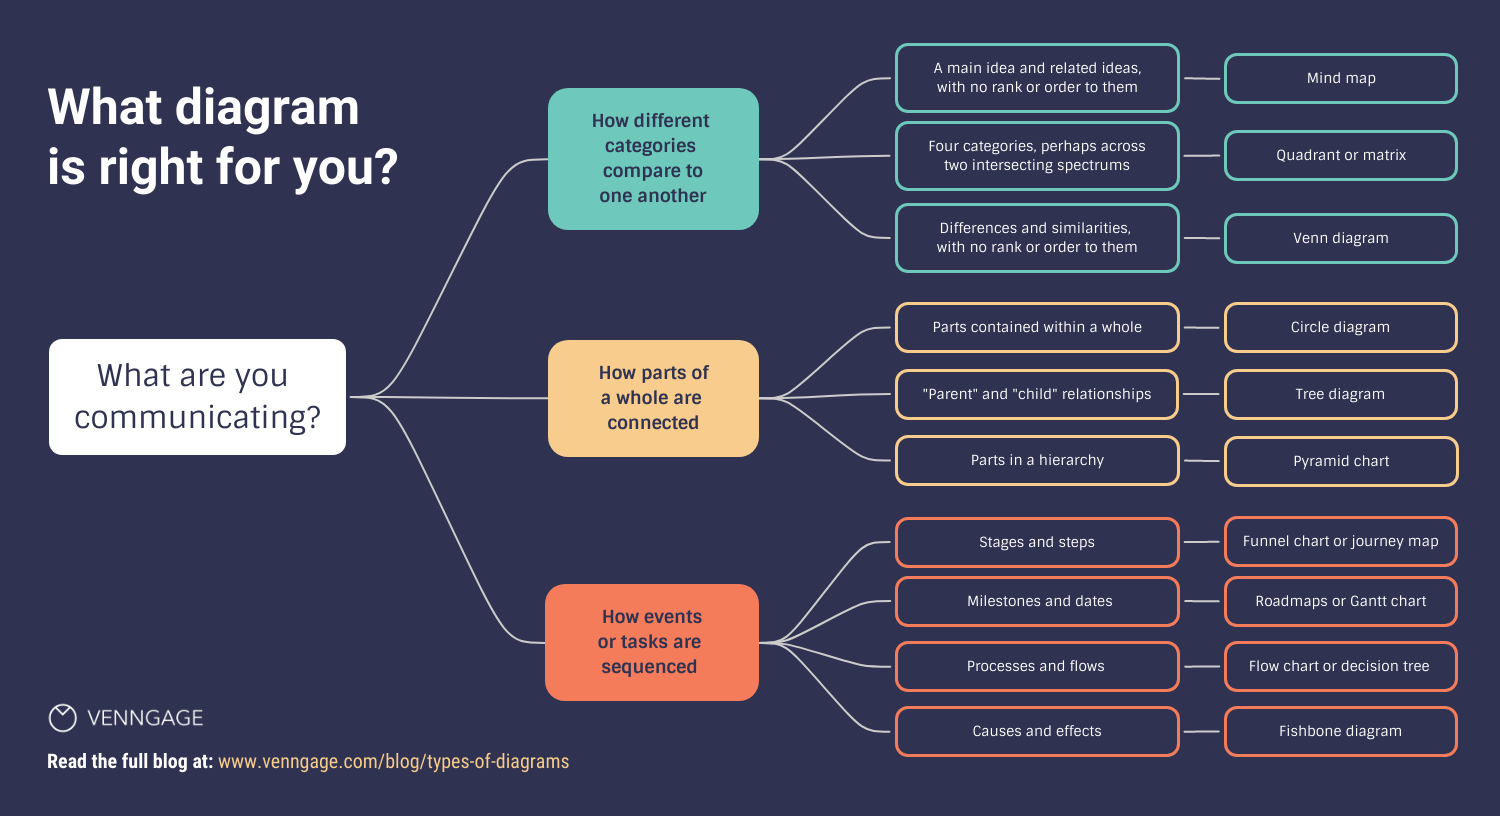 What diagram
is right for you?
What are you
communicating?
How different
categories
compare to
one another
A main idea and related ideas,
with no rank or order to them
Mind map
Four categories, perhaps across
two intersecting spectrums
Quadrant or matrix
Differences and similarities,
with no rank or order to them
Venn diagram
How parts of
a whole are
connected
Parts contained within a whole
Circle diagram
"Parent" and "child" relationships
Tree diagram
Parts in a hierarchy
Pyramid chart
How events
or tasks are
sequenced
Stages and steps
Funnel chart or journey map
Milestones and dates
Roadmaps or Gantt chart
Processes and flows
Flow chart or decision tree
Causes and effects
Fishbone diagram
VENNGAGE
Read the full blog at: www.venngage.com/blog/types-of-diagrams